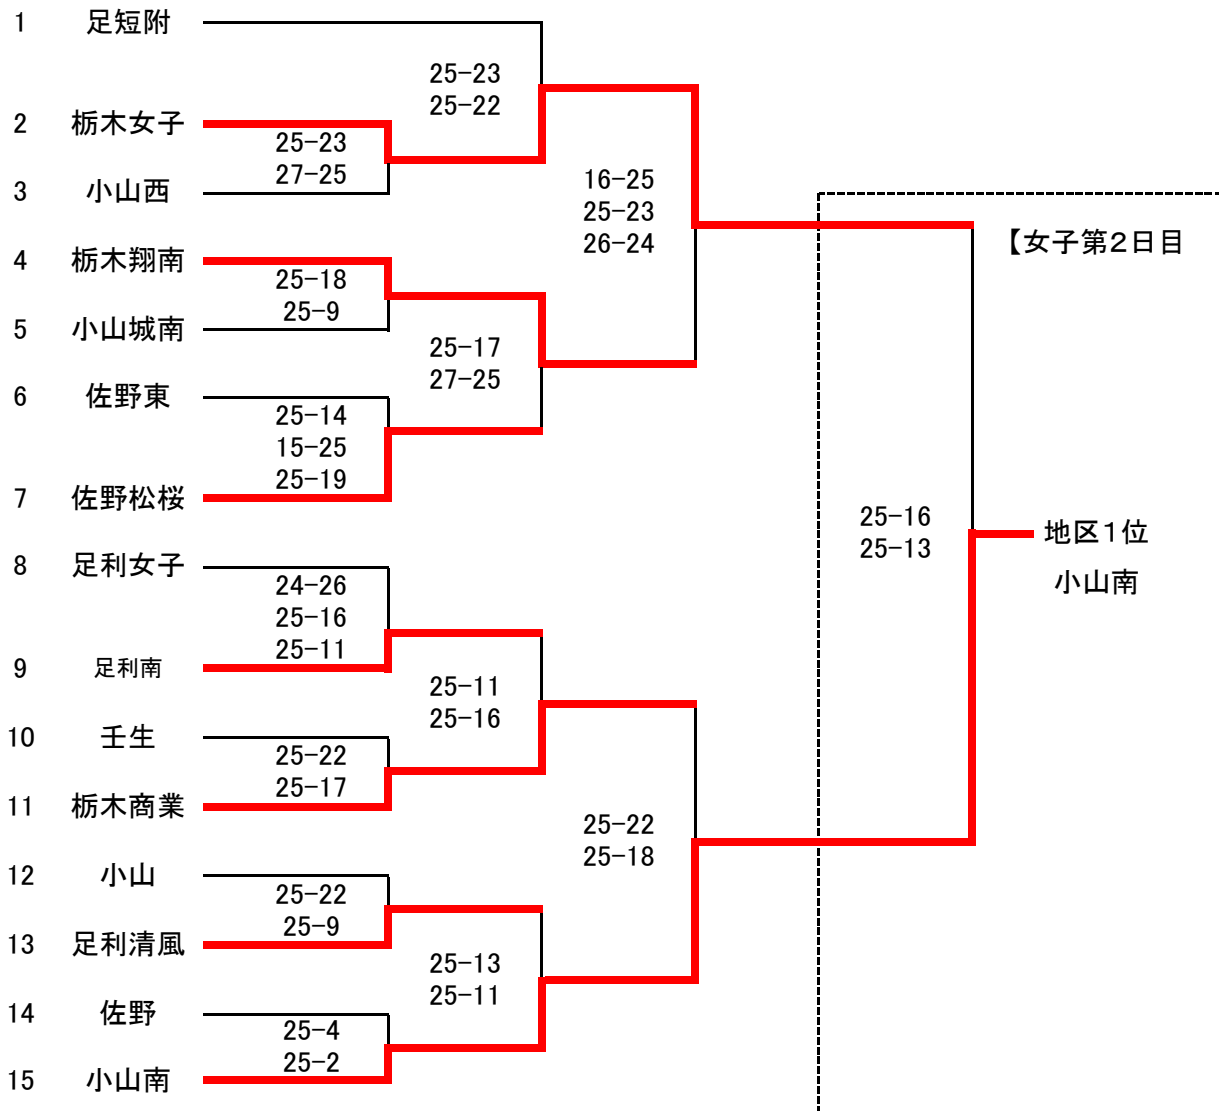 1 足短附
25-23
25-22
2 栃木女子
25-23
27-25
3 小山西
16-25
25-23
26-24
【女子第2日目
4 栃木翔南
25-18
25-9
5 小山城南
25-17
27-25
6 佐野東
25-14
15-25
25-19
7 佐野松桜
25-16
25-13
地区1位
小山南
8 足利女子
24-26
25-16
25-11
9 足利南
25-11
25-16
10 壬生
25-22
25-17
11 栃木商業
25-22
25-18
12 小山
25-22
25-9
13 足利清風
25-13
25-11
14 佐野
25-4
25-2
15 小山南